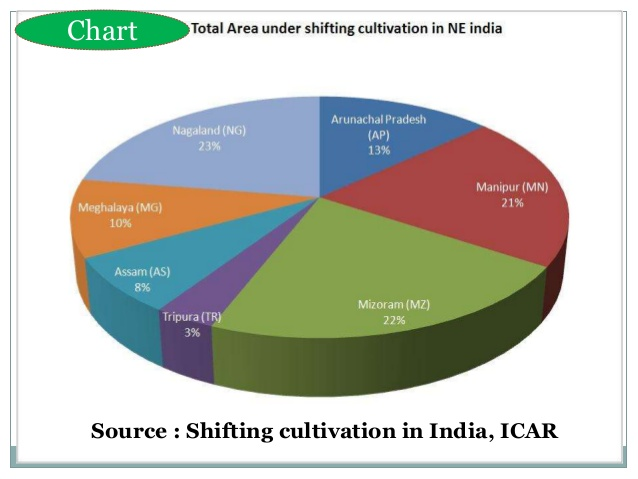 Chart
Total Area under shifting cultivation in NE india
Nagaland (NG)
23%
Arunachal Pradesh
(AP)
13%
Manipur (MN)
21%
Meghalaya (MG)
10%
Assam (AS)
8%
Tripura (TR)
3%
Mizoram (MZ)
22%
Source : Shifting cultivation in India, ICAR